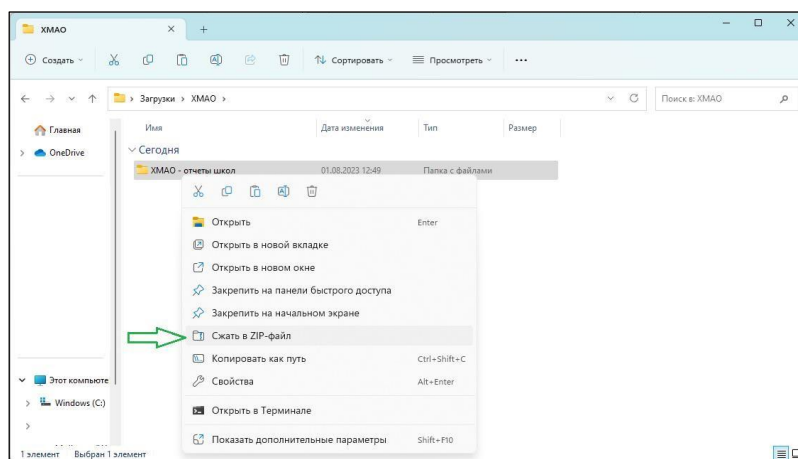 ХМАО
Создать
Сортировать
Просмотреть
Загрузки
ХМАО
Поиск в: ХМАО
Главная
OneDrive
Имя
Дата изменения
Тип
Размер
Сегодня
ХМАО - отчеты школ
01.08.2023 12:49
Папка с файлами
Открыть
Enter
Открыть в новой вкладке
Открыть в новом окне
Закрепить на панели быстрого доступа
Закрепить на начальном экране
Сжать в ZIP-файл
Копировать как путь
Ctrl+Shift+C
Свойства
Alt+Enter
Открыть в Терминале
Показать дополнительные параметры
Shift+F10
Этот компьюте
Windows (C:)
1 элемент
Выбран 1 элемент